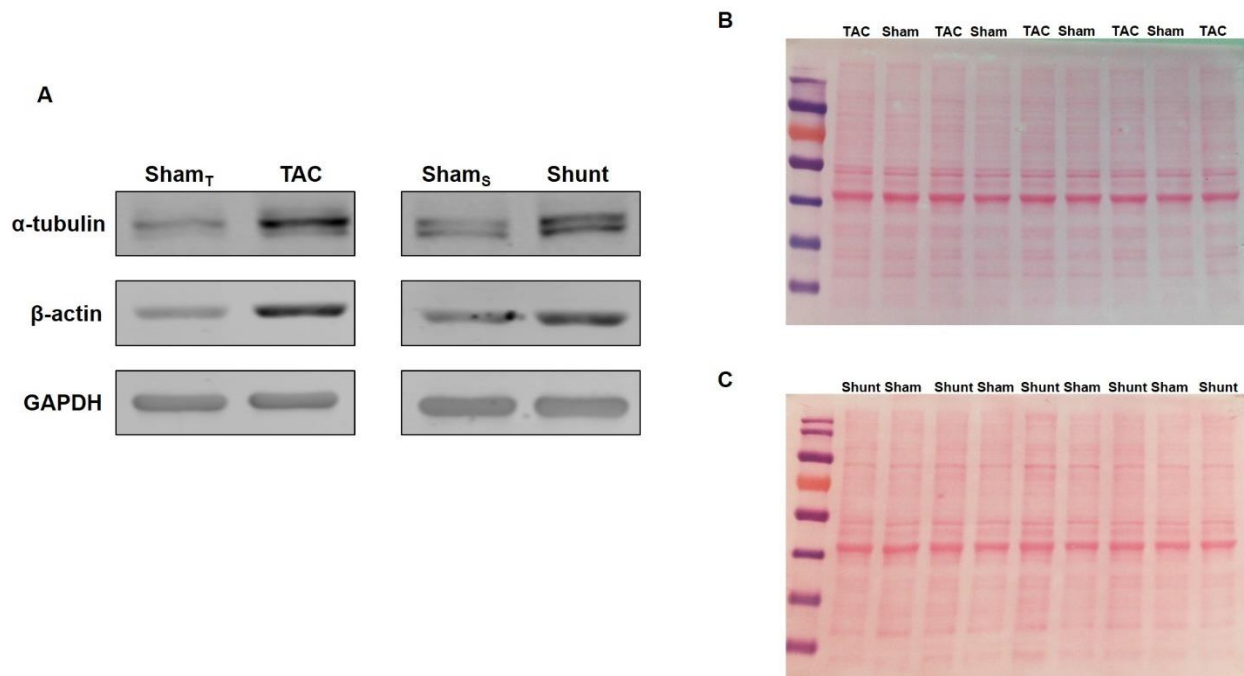 A
Sham_T TAC Sham_S Shunt
α-tubulin
β-actin
GAPDH
B
TAC Sham TAC Sham TAC Sham TAC Sham TAC
C
Shunt Sham Shunt Sham Shunt Sham Shunt Sham Shunt